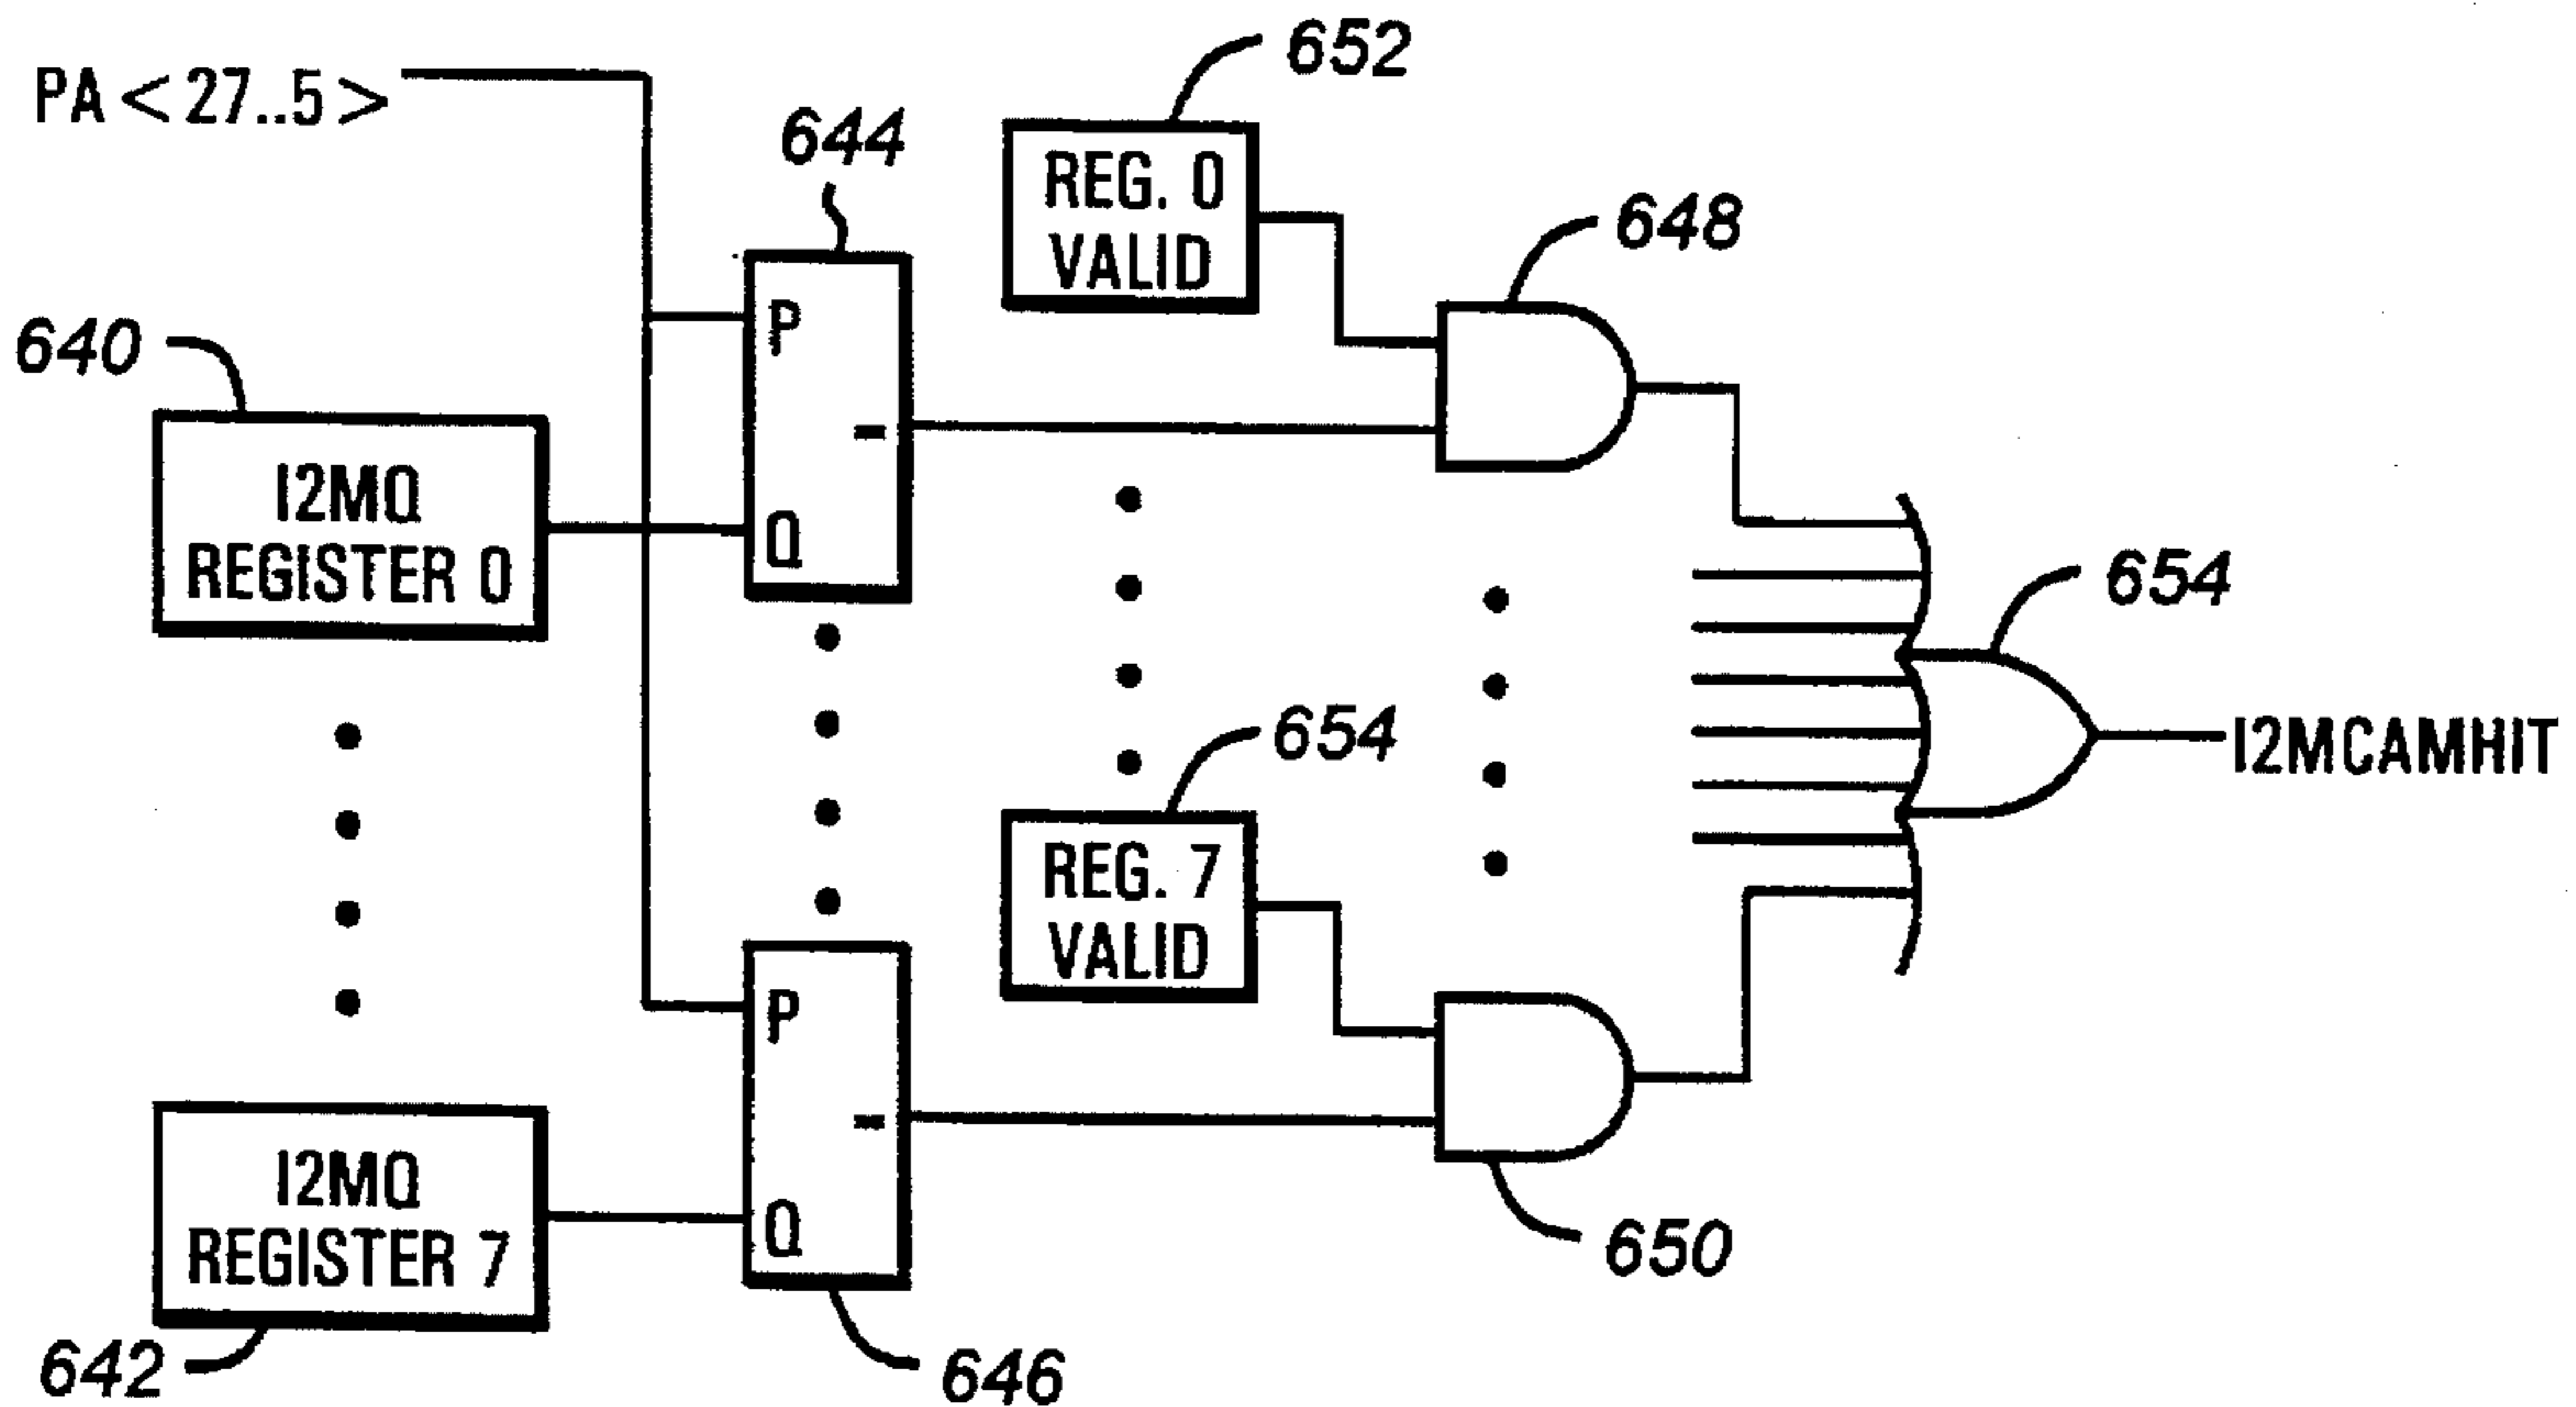 652
PA < 27..5 >
644
REG. 0
VALID
648
640
P
I2MQ
REGISTER 0
–
Q
654
654
I2MCAMHIT
REG. 7
VALID
P
I2MQ
REGISTER 7
–
Q
650
642
646